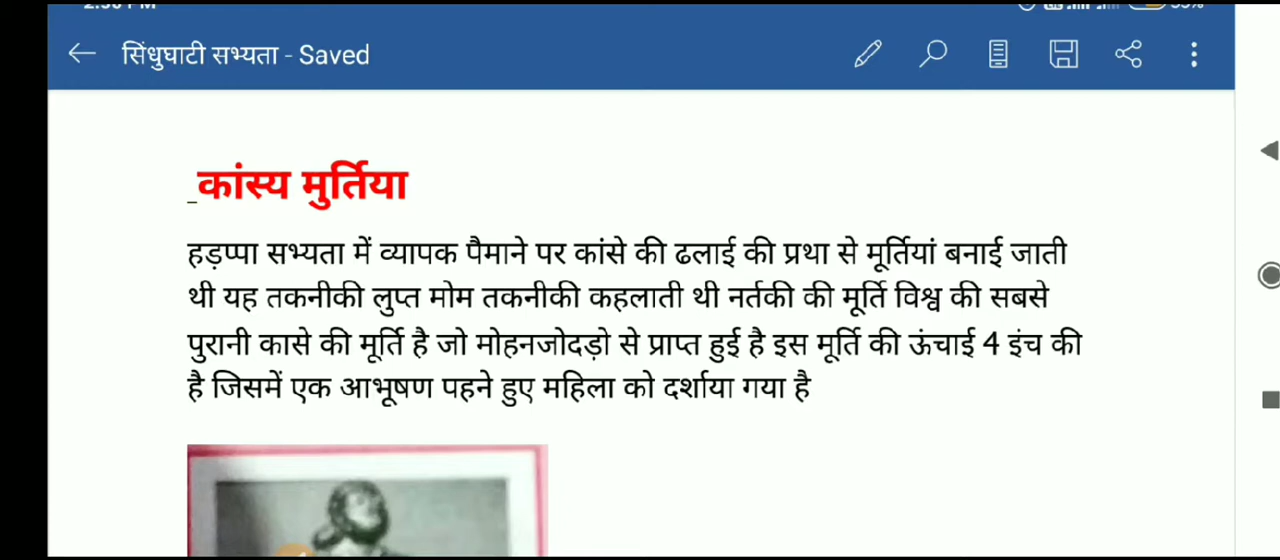 सिंधुघाटी सभ्यता - Saved
_कांस्य मुर्तिया
हड़प्पा सभ्यता में व्यापक पैमाने पर कांसे की ढलाई की प्रथा से मूर्तियां बनाई जाती
थी यह तकनीकी लुप्त मोम तकनीकी कहलाती थी नर्तकी की मूर्ति विश्व की सबसे
पुरानी कासे की मूर्ति है जो मोहनजोदड़ो से प्राप्त हुई है इस मूर्ति की ऊंचाई 4 इंच की
है जिसमें एक आभूषण पहने हुए महिला को दर्शाया गया है